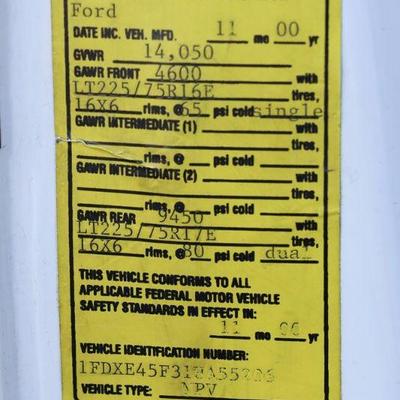 Ford
DATE INC. VEH. MFD. 11 mo 00 yr
GVWR 14,050
GAWR FRONT 4600 with
LT225/75R16E tires,
16X6 rims, @ 65 psi cold single
GAWR INTERMEDIATE (1) with
tires,
rims, @ psi cold
GAWR INTERMEDIATE (2) with
tires,
rims, @ psi cold
GAWR REAR 9450 with
LT225/75R17E tires,
16X6 rims, @ 80 psi cold dual
THIS VEHICLE CONFORMS TO ALL
APPLICABLE FEDERAL MOTOR VEHICLE
SAFETY STANDARDS IN EFFECT IN:
11 mo yr
VEHICLE IDENTIFICATION NUMBER:
VEHICLE TYPE: